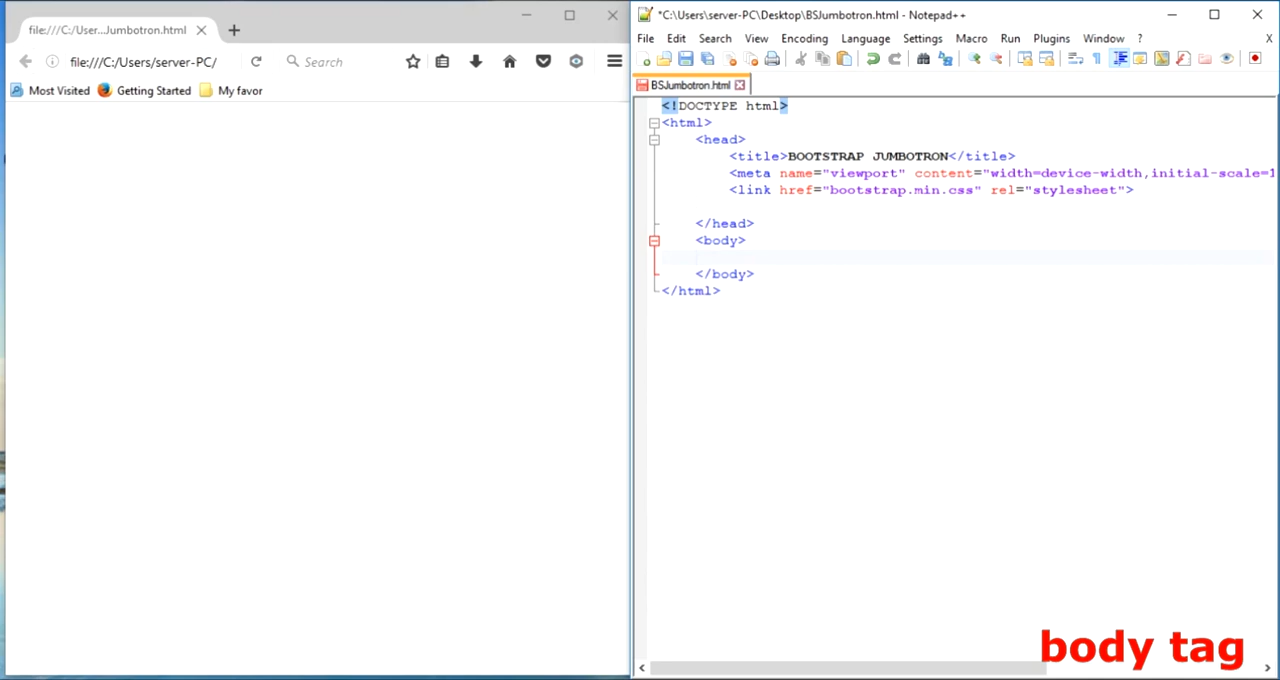 file:///C:/User...Jumbotron.html
file:///C:/Users/server-PC/
Search
Most Visited
Getting Started
My favor
*C:\Users\server-PC\Desktop\BSJumbotron.html - Notepad++
File Edit Search View Encoding Language Settings Macro Run Plugins Window ? X
BSJumbotron.html
<!DOCTYPE html>
<html>
<head>
<title>BOOTSTRAP JUMBOTRON</title>
<meta name="viewport" content="width=device-width,initial-scale=1
<link href="bootstrap.min.css" rel="stylesheet">
</head>
<body>
</body>
</html>
body tag